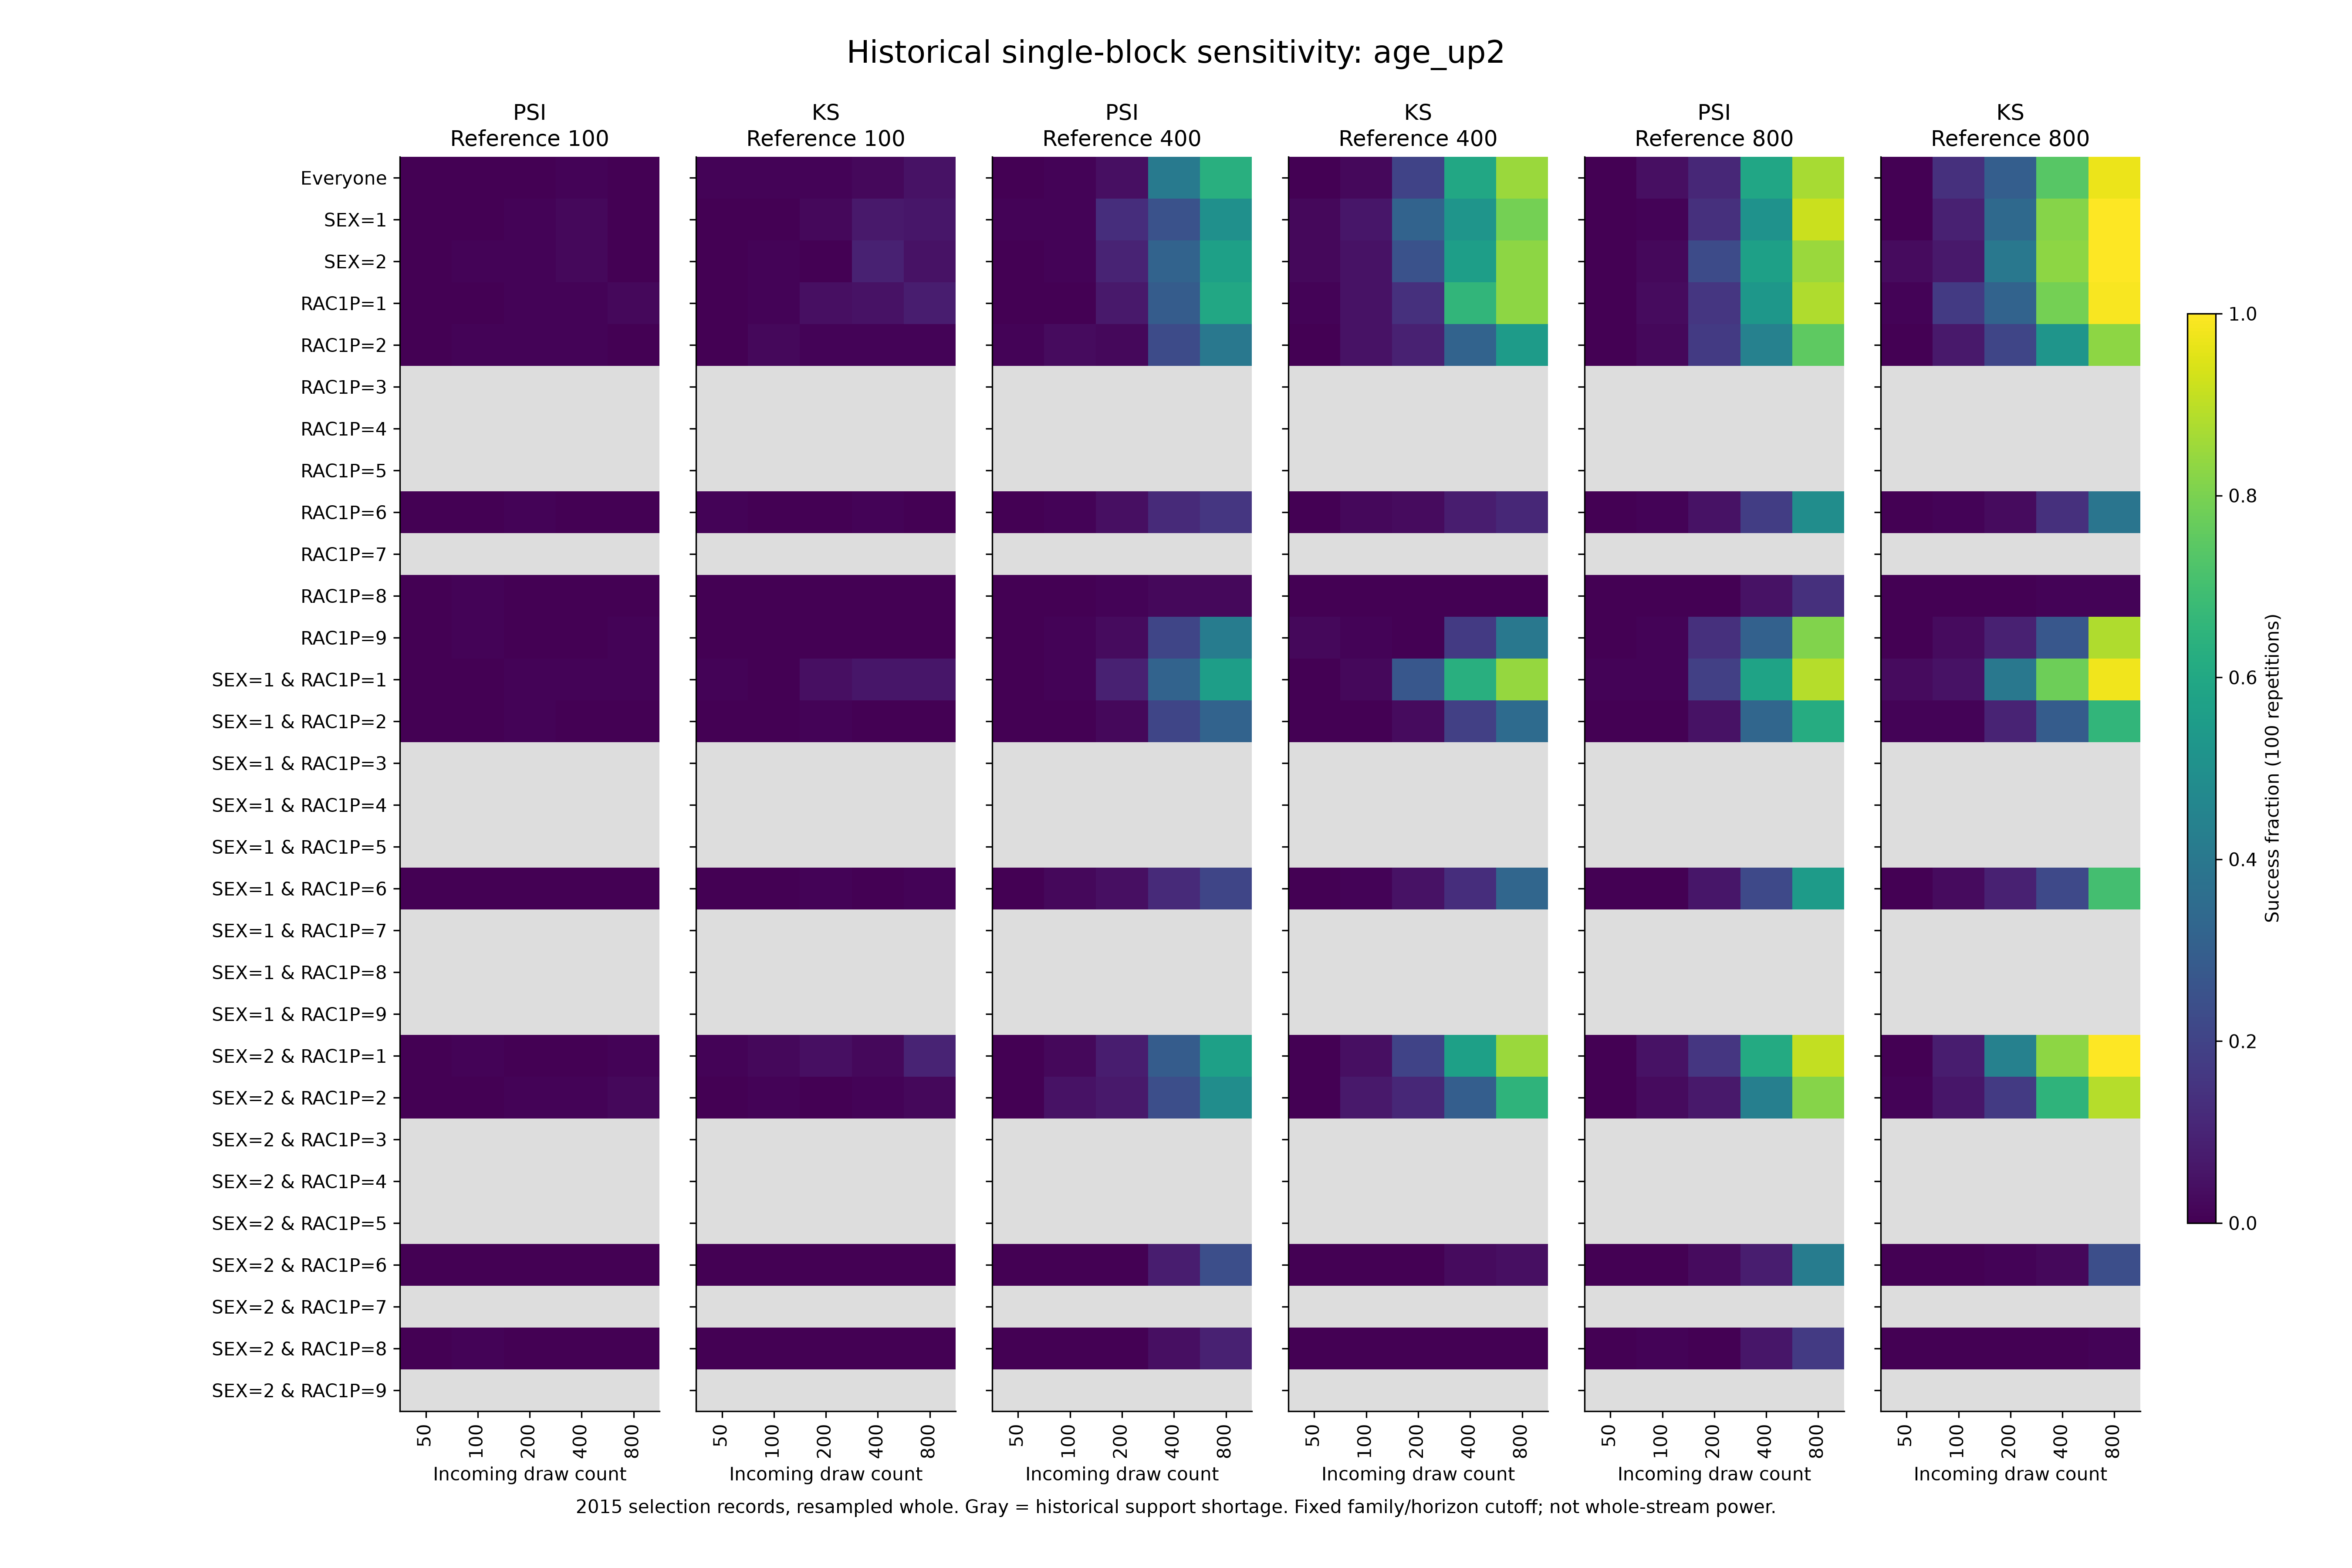 Historical single-block sensitivity: age_up2
PSI
Reference 100
KS
Reference 100
PSI
Reference 400
KS
Reference 400
PSI
Reference 800
KS
Reference 800
Everyone
SEX=1
SEX=2
RAC1P=1
RAC1P=2
RAC1P=3
RAC1P=4
RAC1P=5
RAC1P=6
RAC1P=7
RAC1P=8
RAC1P=9
SEX=1 & RAC1P=1
SEX=1 & RAC1P=2
SEX=1 & RAC1P=3
SEX=1 & RAC1P=4
SEX=1 & RAC1P=5
SEX=1 & RAC1P=6
SEX=1 & RAC1P=7
SEX=1 & RAC1P=8
SEX=1 & RAC1P=9
SEX=2 & RAC1P=1
SEX=2 & RAC1P=2
SEX=2 & RAC1P=3
SEX=2 & RAC1P=4
SEX=2 & RAC1P=5
SEX=2 & RAC1P=6
SEX=2 & RAC1P=7
SEX=2 & RAC1P=8
SEX=2 & RAC1P=9
50 100 200 400 800
Incoming draw count
50 100 200 400 800
Incoming draw count
50 100 200 400 800
Incoming draw count
50 100 200 400 800
Incoming draw count
50 100 200 400 800
Incoming draw count
50 100 200 400 800
Incoming draw count
1.0
0.8
0.6
0.4
0.2
0.0
Success fraction (100 repetitions)
2015 selection records, resampled whole. Gray = historical support shortage. Fixed family/horizon cutoff; not whole-stream power.